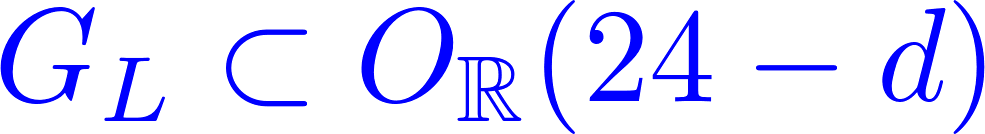 G_L ⊂ O_ℝ(24 − d)